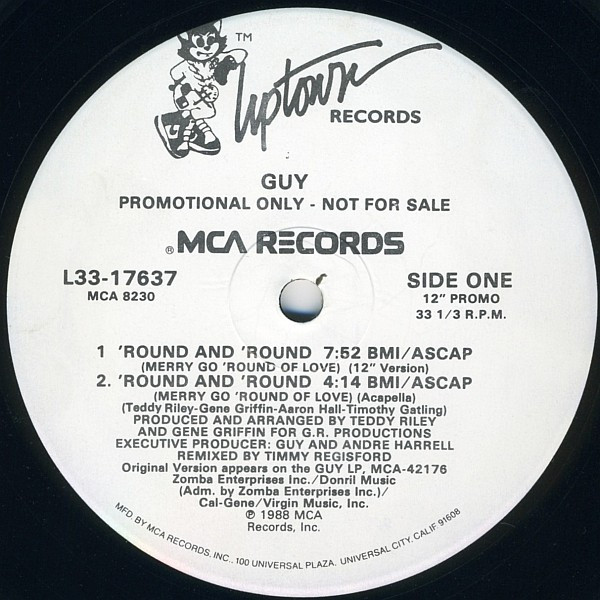 TM
Uptown
RECORDS
GUY
PROMOTIONAL ONLY - NOT FOR SALE
® MCA RECORDS
L33-17637
MCA 8230
SIDE ONE
12" PROMO
33 1/3 R.P.M.
1 'ROUND AND 'ROUND 7:52 BMI/ASCAP
(MERRY GO 'ROUND OF LOVE) (12" Version)
2. 'ROUND AND 'ROUND 4:14 BMI/ASCAP
(MERRY GO 'ROUND OF LOVE) (Acapella)
(Teddy Riley-Gene Griffin-Aaron Hall-Timothy Gatling)
PRODUCED AND ARRANGED BY TEDDY RILEY
AND GENE GRIFFIN FOR G.R. PRODUCTIONS
EXECUTIVE PRODUCER: GUY AND ANDRE HARRELL
REMIXED BY TIMMY REGISFORD
Original Version appears on the GUY LP, MCA-42176
Zomba Enterprises Inc./Donril Music
(Adm. by Zomba Enterprises Inc.)/
Cal-Gene/Virgin Music, Inc.
℗ 1988 MCA
Records, Inc.
MFD. BY MCA RECORDS, INC., 100 UNIVERSAL PLAZA, UNIVERSAL CITY, CALIF. 91608